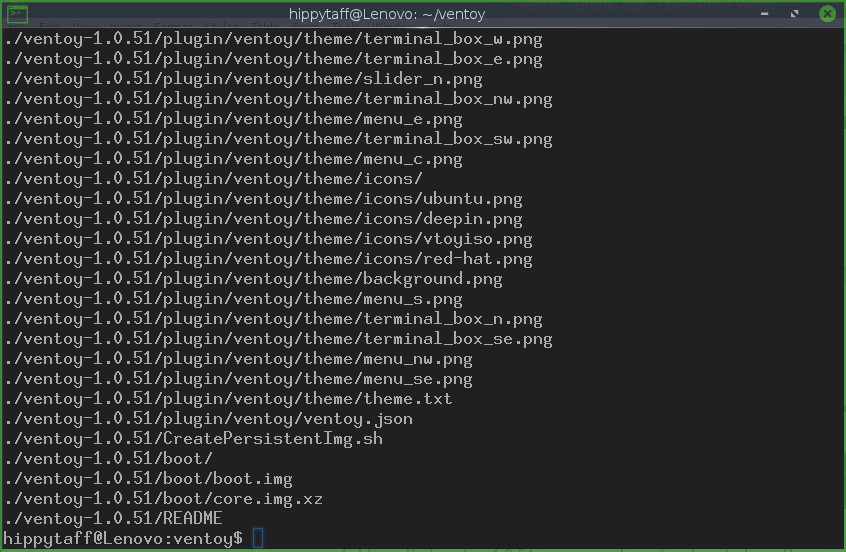 hippytaff@Lenovo: ~/ventoy
./ventoy-1.0.51/plugin/ventoy/theme/terminal_box_w.png
./ventoy-1.0.51/plugin/ventoy/theme/terminal_box_e.png
./ventoy-1.0.51/plugin/ventoy/theme/slider_n.png
./ventoy-1.0.51/plugin/ventoy/theme/terminal_box_nw.png
./ventoy-1.0.51/plugin/ventoy/theme/menu_e.png
./ventoy-1.0.51/plugin/ventoy/theme/terminal_box_sw.png
./ventoy-1.0.51/plugin/ventoy/theme/menu_c.png
./ventoy-1.0.51/plugin/ventoy/theme/icons/
./ventoy-1.0.51/plugin/ventoy/theme/icons/ubuntu.png
./ventoy-1.0.51/plugin/ventoy/theme/icons/deepin.png
./ventoy-1.0.51/plugin/ventoy/theme/icons/vtoyiso.png
./ventoy-1.0.51/plugin/ventoy/theme/icons/red-hat.png
./ventoy-1.0.51/plugin/ventoy/theme/background.png
./ventoy-1.0.51/plugin/ventoy/theme/menu_s.png
./ventoy-1.0.51/plugin/ventoy/theme/terminal_box_n.png
./ventoy-1.0.51/plugin/ventoy/theme/terminal_box_se.png
./ventoy-1.0.51/plugin/ventoy/theme/menu_nw.png
./ventoy-1.0.51/plugin/ventoy/theme/menu_se.png
./ventoy-1.0.51/plugin/ventoy/theme/theme.txt
./ventoy-1.0.51/plugin/ventoy/ventoy.json
./ventoy-1.0.51/CreatePersistentImg.sh
./ventoy-1.0.51/boot/
./ventoy-1.0.51/boot/boot.img
./ventoy-1.0.51/boot/core.img.xz
./ventoy-1.0.51/README
hippytaff@Lenovo:ventoy$